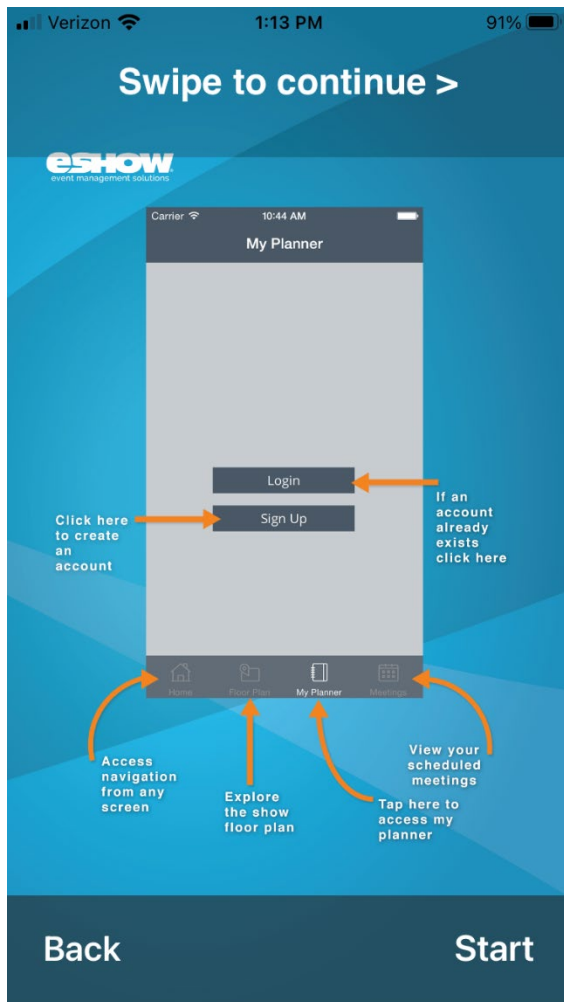 Verizon 1:13 PM 91%
Swipe to continue >
eSHOW
event management solutions
Carrier 10:44 AM
My Planner
Login
If an
account
already
exists
click here
Sign Up
Click here
to create
an
account
Home Floor Plan My Planner Meetings
Access
navigation
from any
screen
Explore
the show
floor plan
Tap here to
access my
planner
View your
scheduled
meetings
Back Start